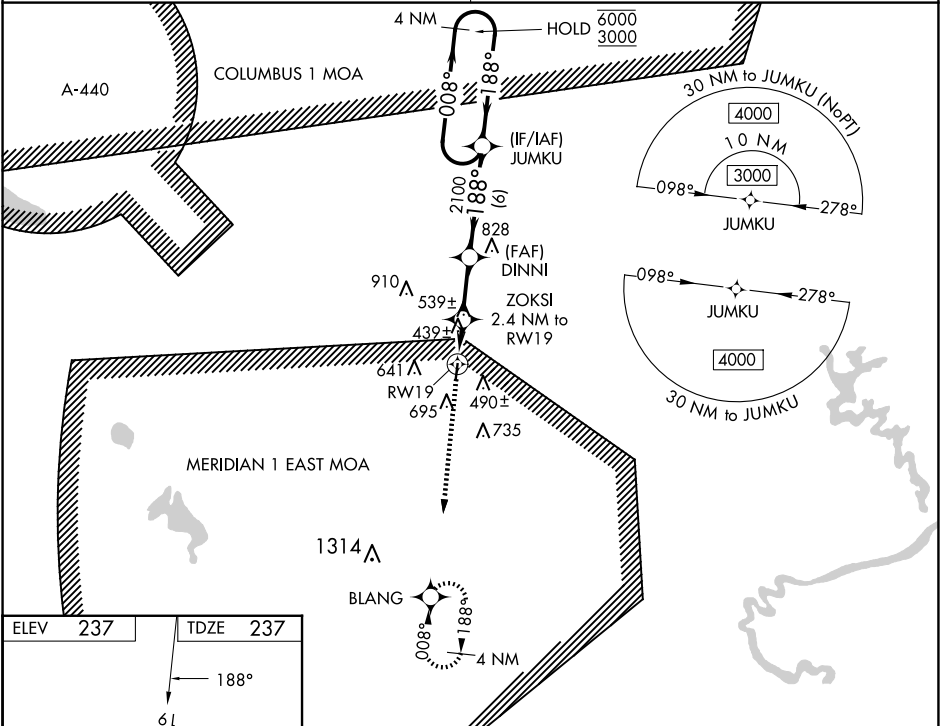 4 NM
HOLD 6000
3000
A-440
COLUMBUS 1 MOA
008°
188°
(IF/IAF)
JUMKU
2100
188°
(6)
828
(FAF)
DINNI
910
539±
ZOKSI
2.4 NM to
RW19
439±
641
RW19
695
490±
735
MERIDIAN 1 EAST MOA
1314
BLANG
008°
188°
4 NM
30 NM to JUMKU (NoPT)
4000
10 NM
3000
098°
278°
JUMKU
098°
278°
JUMKU
4000
30 NM to JUMKU
ELEV 237
TDZE 237
188°